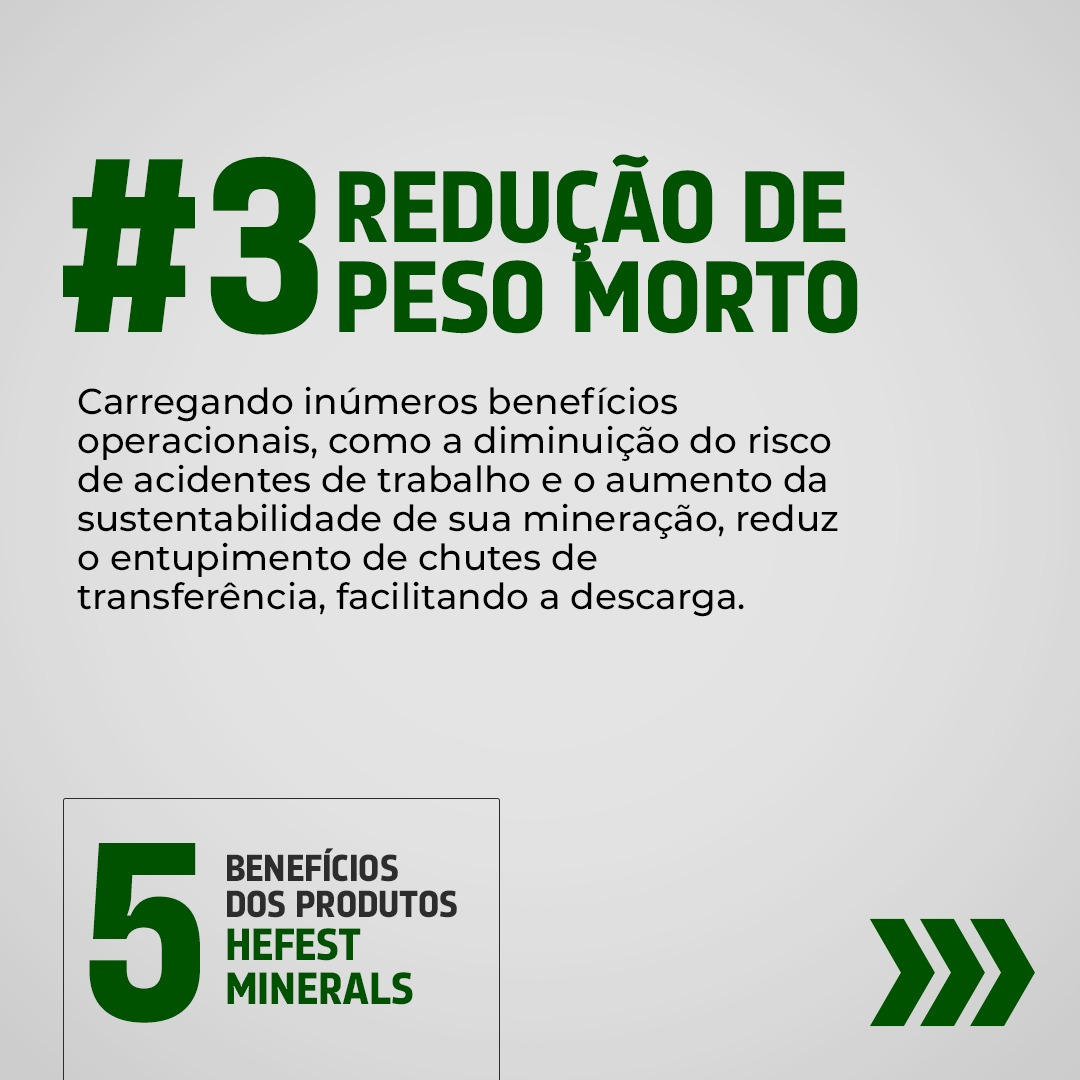 #3 REDUÇÃO DE
PESO MORTO
Carregando inúmeros benefícios
operacionais, como a diminuição do risco
de acidentes de trabalho e o aumento da
sustentabilidade de sua mineração, reduz
o entupimento de chutes de
transferência, facilitando a descarga.
5 BENEFÍCIOS
DOS PRODUTOS
HEFEST
MINERALS